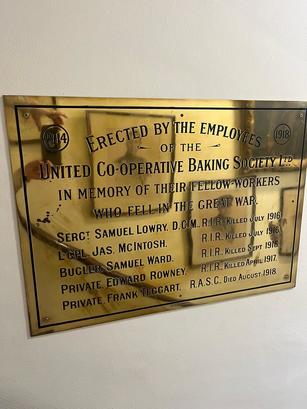 1914 1918
ERECTED BY THE EMPLOYEES
OF THE
UNITED CO-OPERATIVE BAKING SOCIETY LTD.
IN MEMORY OF THEIR FELLOW-WORKERS
WHO FELL IN THE GREAT WAR.
SERGT SAMUEL LOWRY, D.C.M., R.I.R. KILLED JULY 1916.
L'CPL. JAS. MCINTOSH. R.I.R. KILLED JULY 1916.
BUGLER SAMUEL WARD. R.I.R. KILLED SEPT 1916.
PRIVATE EDWARD ROWNEY. R.I.R. KILLED APRIL 1917.
PRIVATE FRANK TEGGART. R.A.S.C. DIED AUGUST 1918.